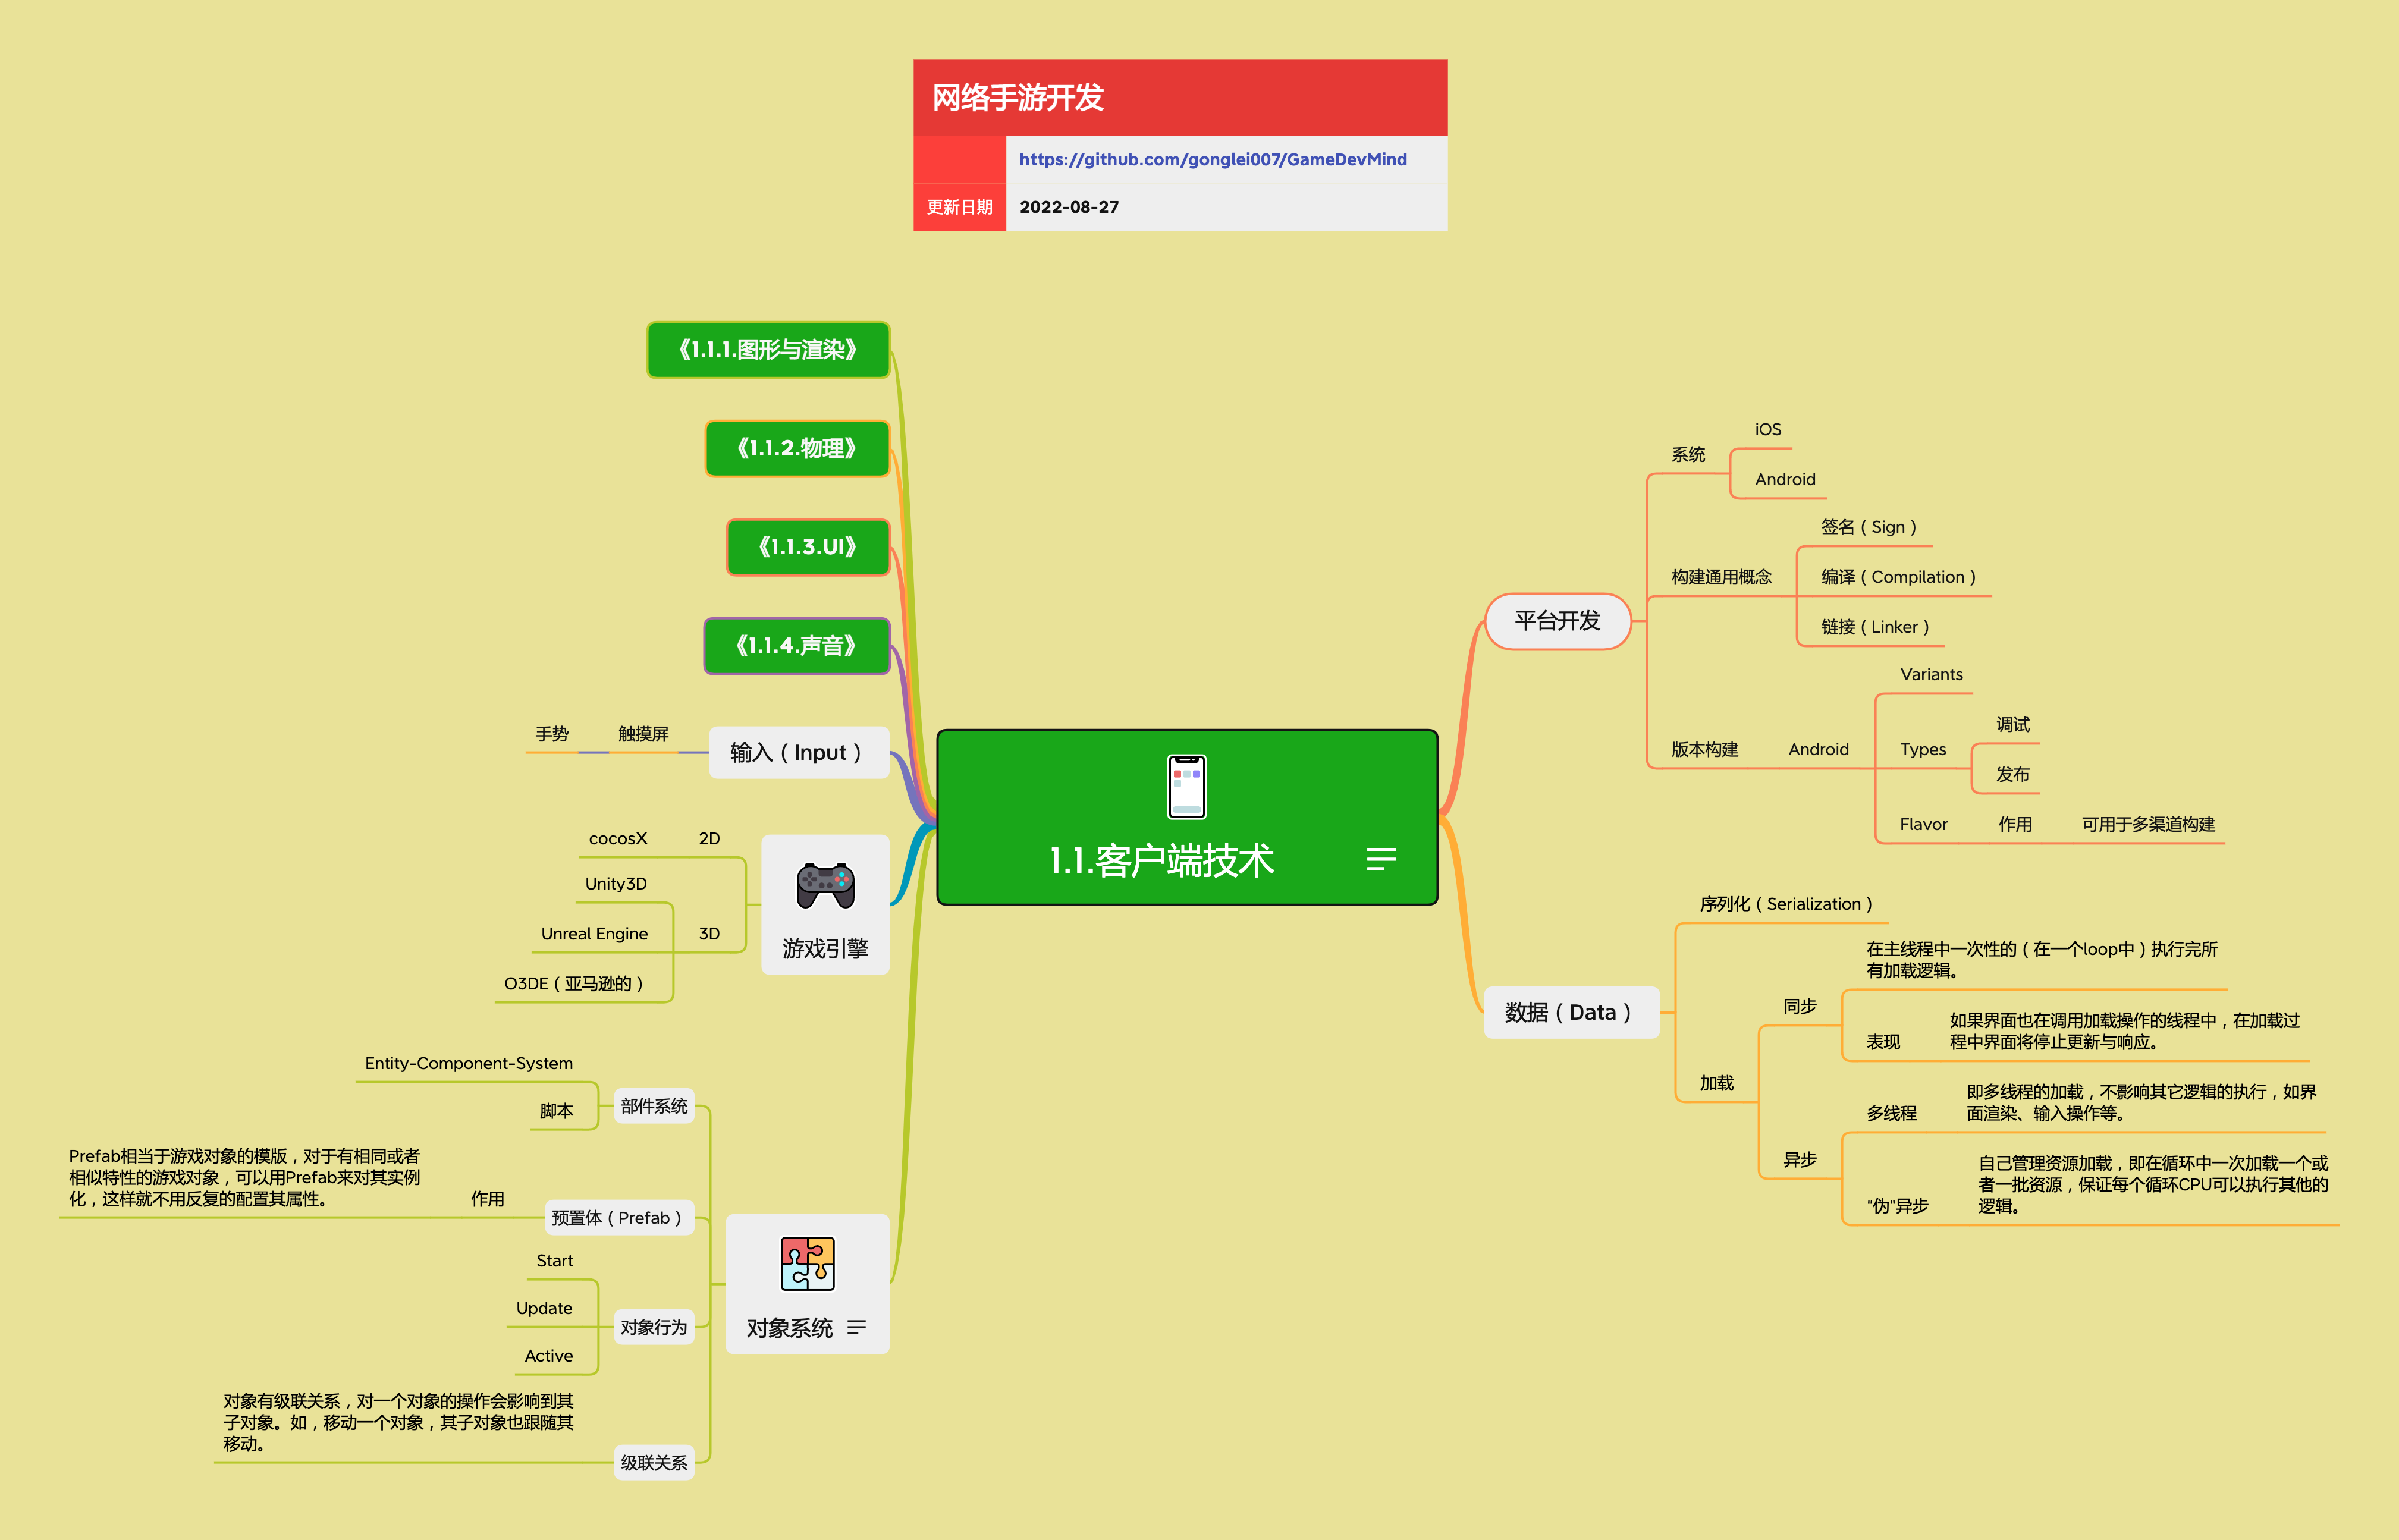 网络手游开发
https://github.com/gonglei007/GameDevMind
更新日期
2022-08-27
《1.1.1.图形与渲染》
《1.1.2.物理》
《1.1.3.UI》
《1.1.4.声音》
输入（Input）
触摸屏
手势
游戏引擎
2D
cocosX
3D
Unity3D
Unreal Engine
O3DE（亚马逊的）
对象系统
部件系统
Entity-Component-System
脚本
预置体（Prefab）
作用
Prefab相当于游戏对象的模版，对于有相同或者
相似特性的游戏对象，可以用Prefab来对其实例
化，这样就不用反复的配置其属性。
对象行为
Start
Update
Active
级联关系
对象有级联关系，对一个对象的操作会影响到其
子对象。如，移动一个对象，其子对象也跟随其
移动。
1.1.客户端技术
平台开发
系统
iOS
Android
构建通用概念
签名（Sign）
编译（Compilation）
链接（Linker）
版本构建
Android
Variants
Types
调试
发布
Flavor
作用
可用于多渠道构建
数据（Data）
序列化（Serialization）
加载
同步
在主线程中一次性的（在一个loop中）执行完所
有加载逻辑。
表现
如果界面也在调用加载操作的线程中，在加载过
程中界面将停止更新与响应。
异步
多线程
即多线程的加载，不影响其它逻辑的执行，如界
面渲染、输入操作等。
"伪"异步
自己管理资源加载，即在循环中一次加载一个或
者一批资源，保证每个循环CPU可以执行其他的
逻辑。